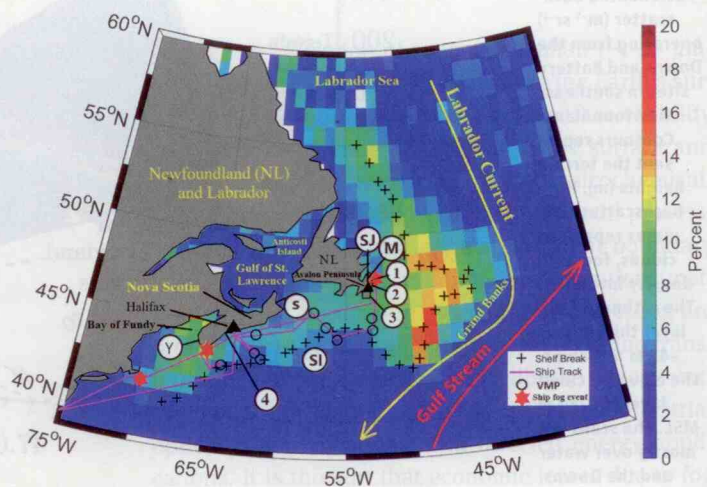 60°N
55°N
50°N
45°N
40°N
75°W
65°W
55°W
45°W
Labrador Sea
Labrador Current
Newfoundland (NL)
and Labrador
Anticosti
Island
NL
Avalon Peninsula
Gulf of St.
Lawrence
Nova Scotia
Halifax
Bay of Fundy
SJ
M
1
2
3
S
Y
SI
4
Grand Banks
Gulf Stream
Shelf Break
Ship Track
VMP
Ship fog event
20
18
16
14
12
10
8
6
4
2
0
Percent